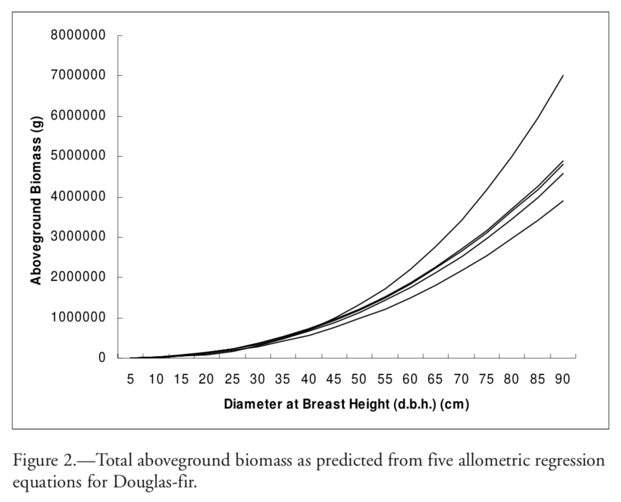 8000000
7000000
6000000
5000000
4000000
3000000
2000000
1000000
0
Aboveground Biomass (g)
5 10 15 20 25 30 35 40 45 50 55 60 65 70 75 80 85 90
Diameter at Breast Height (d.b.h.) (cm)
Figure 2.—Total aboveground biomass as predicted from five allometric regression
equations for Douglas-fir.